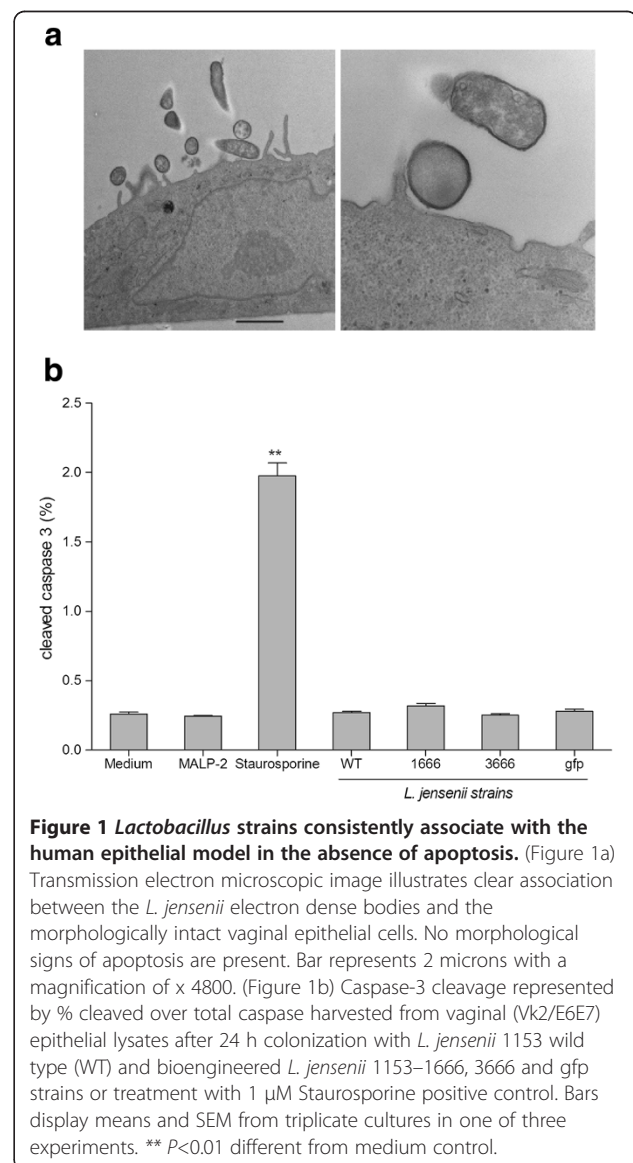 a
b
2.5
2.0
1.5
1.0
0.5
0.0
cleaved caspase 3 (%)
**
Medium MALP-2 Staurosporine WT 1666 3666 gfp
L. jensenii strains
Figure 1 Lactobacillus strains consistently associate with the
human epithelial model in the absence of apoptosis. (Figure 1a)
Transmission electron microscopic image illustrates clear association
between the L. jensenii electron dense bodies and the
morphologically intact vaginal epithelial cells. No morphological
signs of apoptosis are present. Bar represents 2 microns with a
magnification of x 4800. (Figure 1b) Caspase-3 cleavage represented
by % cleaved over total caspase harvested from vaginal (Vk2/E6E7)
epithelial lysates after 24 h colonization with L. jensenii 1153 wild
type (WT) and bioengineered L. jensenii 1153–1666, 3666 and gfp
strains or treatment with 1 μM Staurosporine positive control. Bars
display means and SEM from triplicate cultures in one of three
experiments. ** P<0.01 different from medium control.